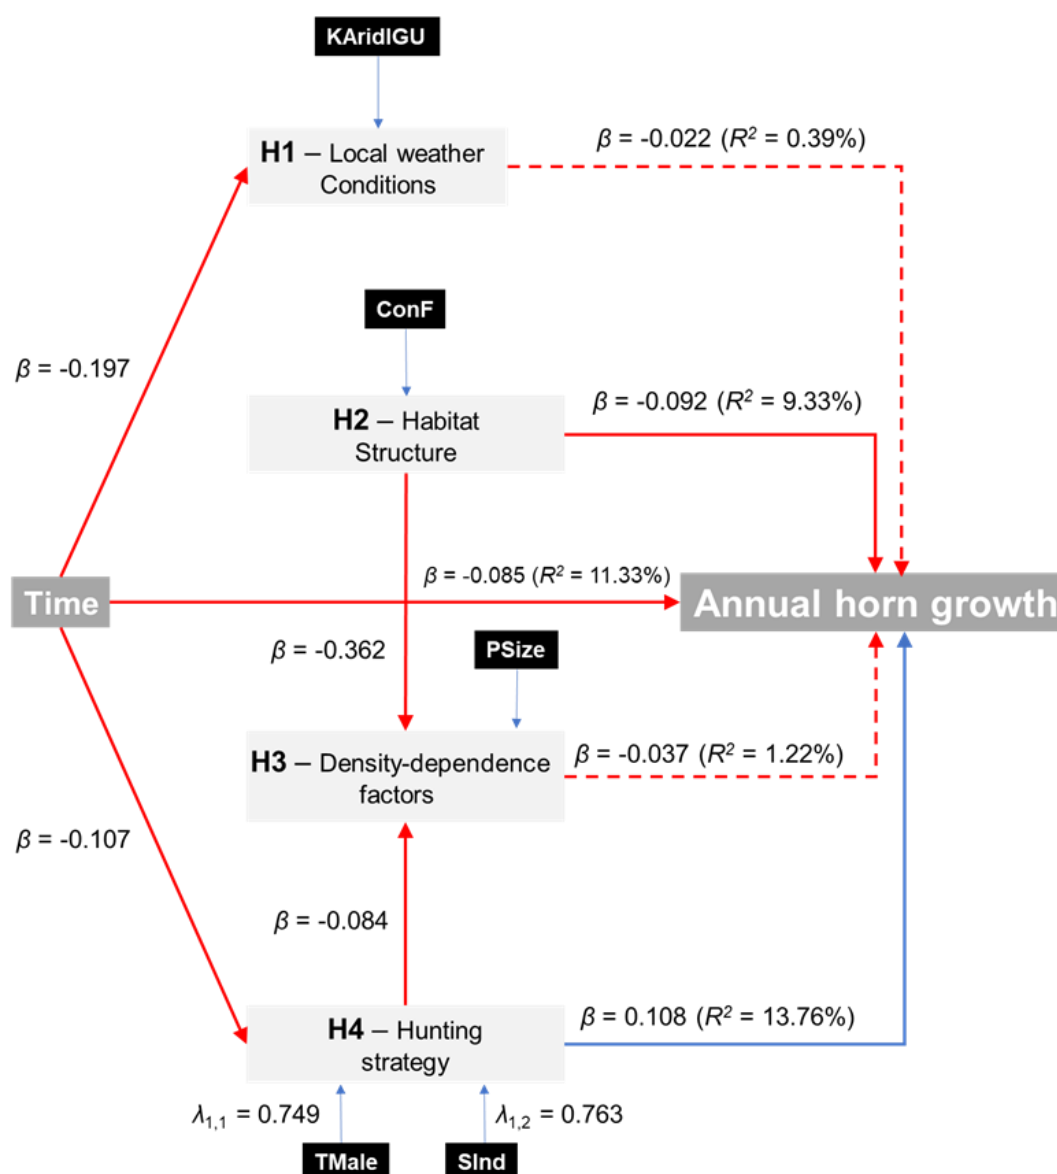 KAridIGU
H1 – Local weather
Conditions
β = -0.022 (R² = 0.39%)
ConF
β = -0.197
H2 – Habitat
Structure
β = -0.092 (R² = 9.33%)
β = -0.085 (R² = 11.33%)
Time
Annual horn growth
β = -0.362
PSize
H3 – Density-dependence
factors
β = -0.037 (R² = 1.22%)
β = -0.107
β = -0.084
H4 – Hunting
strategy
β = 0.108 (R² = 13.76%)
λ₁,₁ = 0.749
λ₁,₂ = 0.763
TMale
SInd